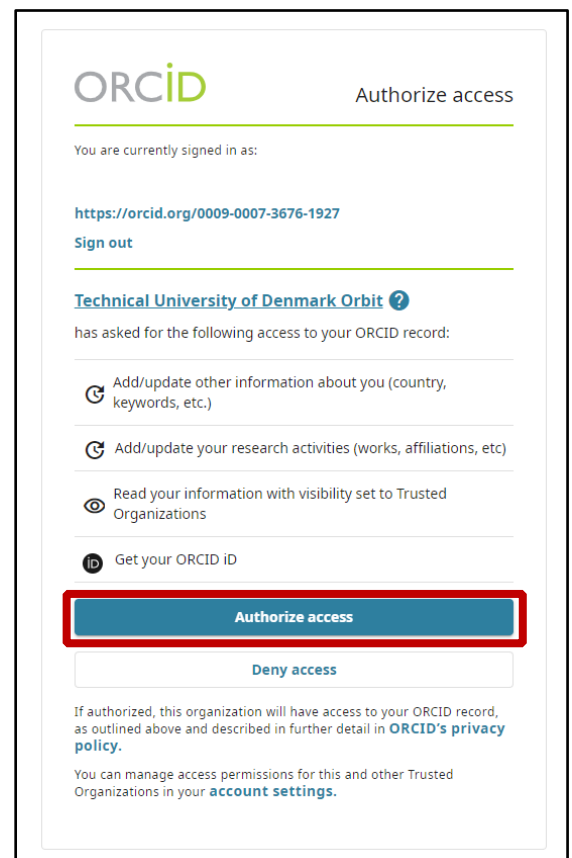 ORCiD
Authorize access
You are currently signed in as:
https://orcid.org/0009-0007-3676-1927
Sign out
Technical University of Denmark Orbit ?
has asked for the following access to your ORCID record:
Add/update other information about you (country,
keywords, etc.)
Add/update your research activities (works, affiliations, etc)
Read your information with visibility set to Trusted
Organizations
iD Get your ORCID iD
Authorize access
Deny access
If authorized, this organization will have access to your ORCID record,
as outlined above and described in further detail in ORCID's privacy
policy.
You can manage access permissions for this and other Trusted
Organizations in your account settings.